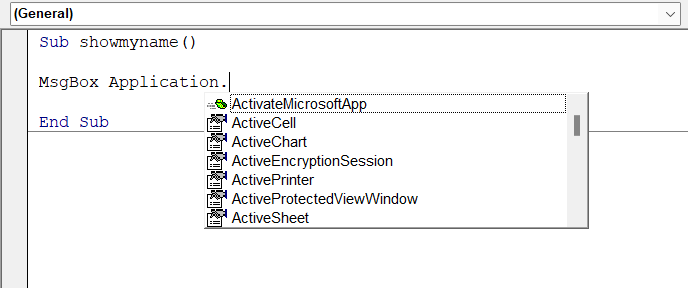 (General)
Sub showmyname()
MsgBox Application.
ActivateMicrosoftApp
ActiveCell
ActiveChart
ActiveEncryptionSession
ActivePrinter
ActiveProtectedViewWindow
ActiveSheet
End Sub